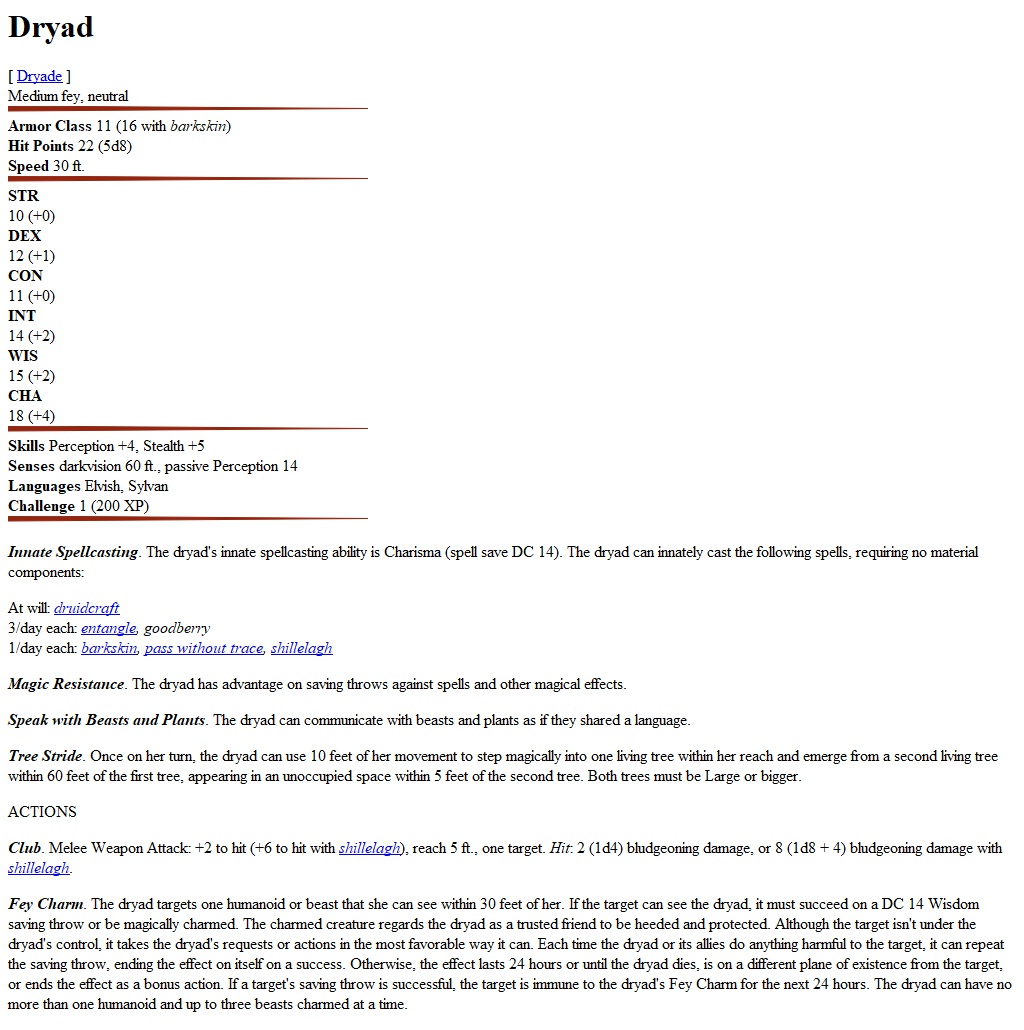 Dryad
[ Dryade ]
Medium fey, neutral
Armor Class 11 (16 with barkskin)
Hit Points 22 (5d8)
Speed 30 ft.
STR
10 (+0)
DEX
12 (+1)
CON
11 (+0)
INT
14 (+2)
WIS
15 (+2)
CHA
18 (+4)
Skills Perception +4, Stealth +5
Senses darkvision 60 ft., passive Perception 14
Languages Elvish, Sylvan
Challenge 1 (200 XP)
Innate Spellcasting. The dryad's innate spellcasting ability is Charisma (spell save DC 14). The dryad can innately cast the following spells, requiring no material
components:
At will: druidcraft
3/day each: entangle, goodberry
1/day each: barkskin, pass without trace, shillelagh
Magic Resistance. The dryad has advantage on saving throws against spells and other magical effects.
Speak with Beasts and Plants. The dryad can communicate with beasts and plants as if they shared a language.
Tree Stride. Once on her turn, the dryad can use 10 feet of her movement to step magically into one living tree within her reach and emerge from a second living tree
within 60 feet of the first tree, appearing in an unoccupied space within 5 feet of the second tree. Both trees must be Large or bigger.
ACTIONS
Club. Melee Weapon Attack: +2 to hit (+6 to hit with shillelagh), reach 5 ft., one target. Hit: 2 (1d4) bludgeoning damage, or 8 (1d8 + 4) bludgeoning damage with
shillelagh.
Fey Charm. The dryad targets one humanoid or beast that she can see within 30 feet of her. If the target can see the dryad, it must succeed on a DC 14 Wisdom
saving throw or be magically charmed. The charmed creature regards the dryad as a trusted friend to be heeded and protected. Although the target isn't under the
dryad's control, it takes the dryad's requests or actions in the most favorable way it can. Each time the dryad or its allies do anything harmful to the target, it can repeat
the saving throw, ending the effect on itself on a success. Otherwise, the effect lasts 24 hours or until the dryad dies, is on a different plane of existence from the target,
or ends the effect as a bonus action. If a target's saving throw is successful, the target is immune to the dryad's Fey Charm for the next 24 hours. The dryad can have no
more than one humanoid and up to three beasts charmed at a time.